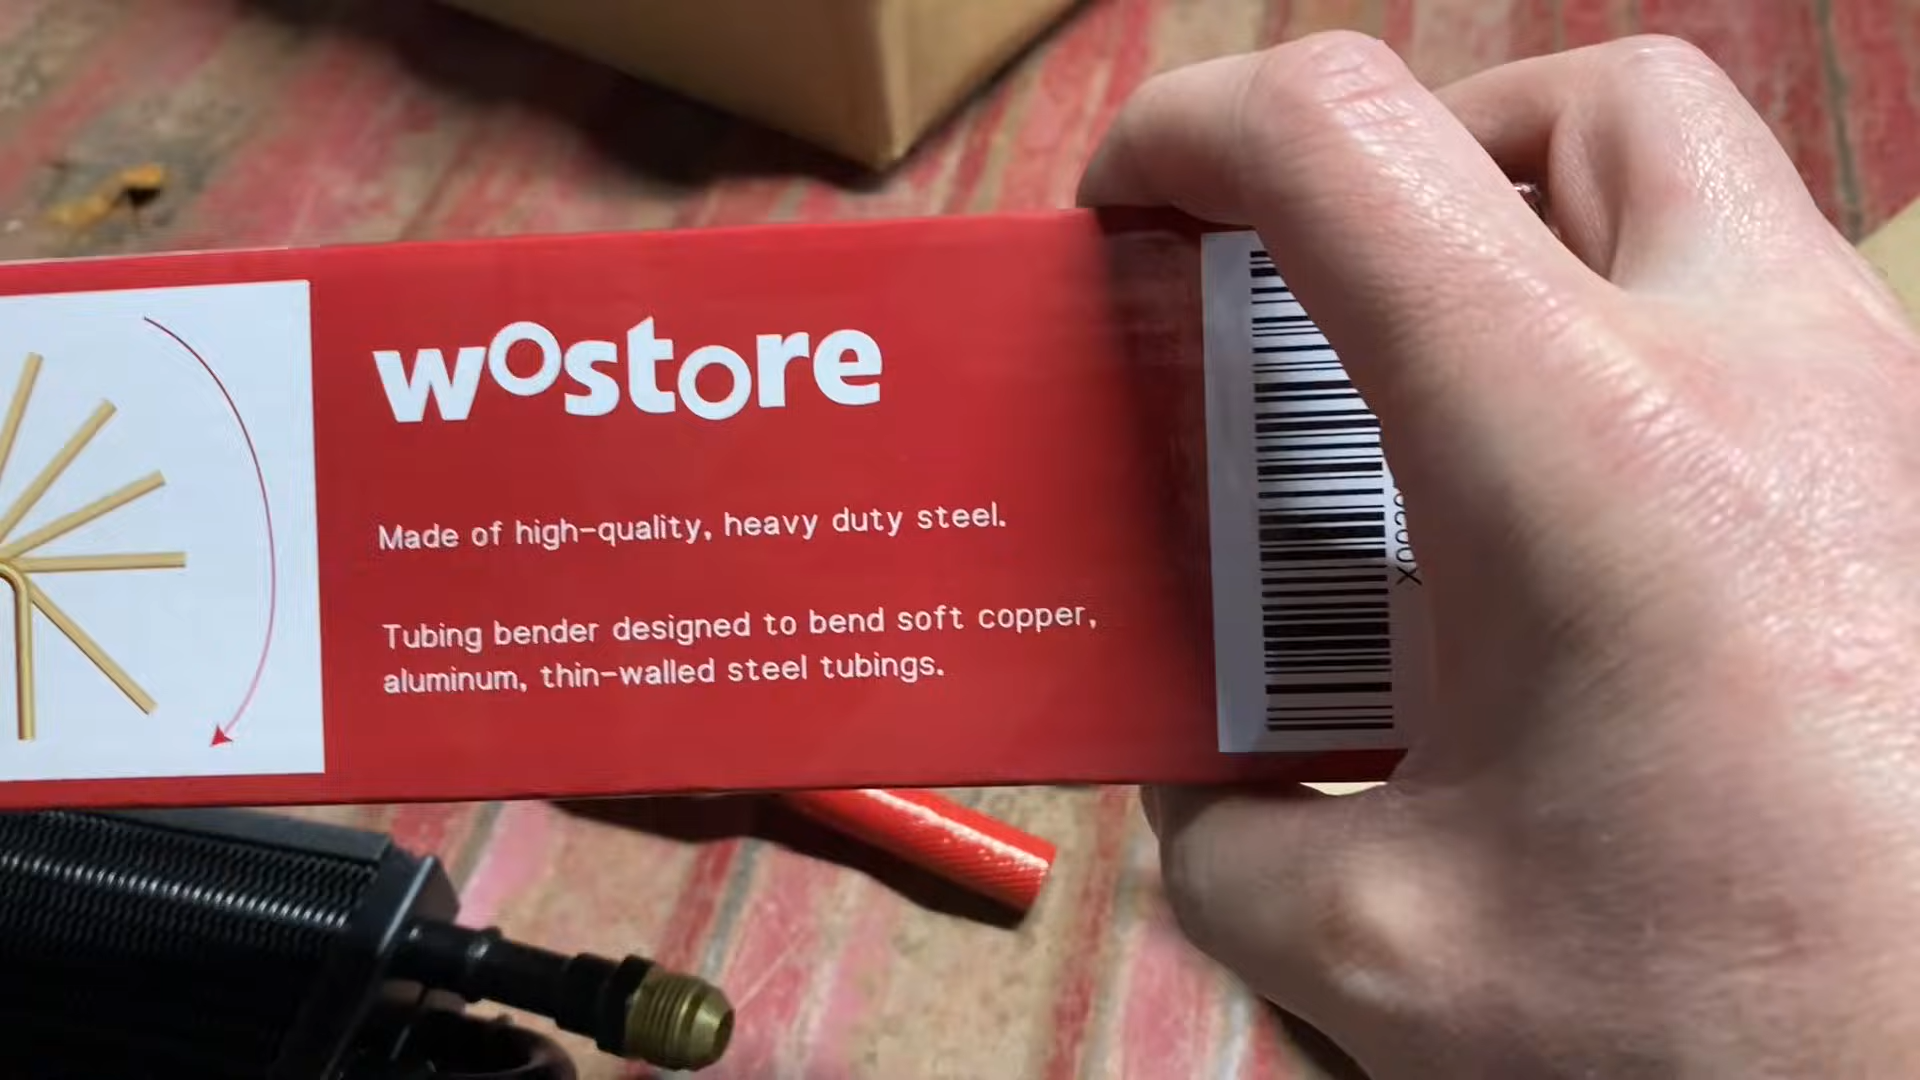 wostore
Made of high-quality, heavy duty steel.
Tubing bender designed to bend soft copper,
aluminum, thin-walled steel tubings.